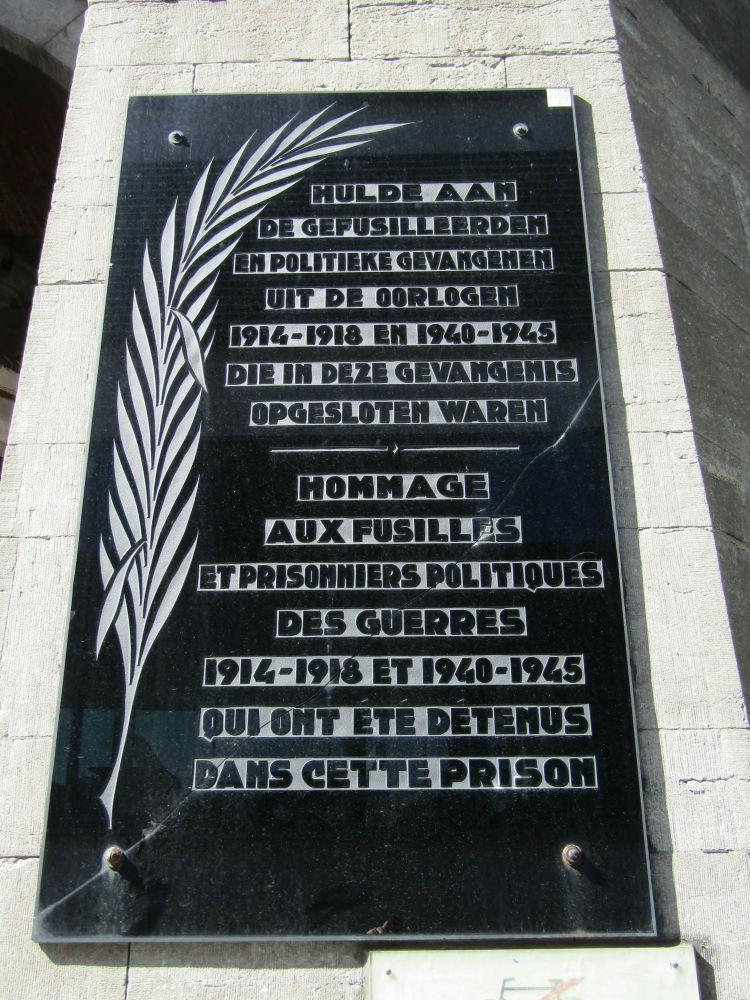 HULDE AAN
DE GEFUSILLEERDEN
EN POLITIEKE GEVANGENEN
UIT DE OORLOGEN
1914-1918 EN 1940-1945
DIE IN DEZE GEVANGENIS
OPGESLOTEN WAREN
HOMMAGE
AUX FUSILLES
ET PRISONNIERS POLITIQUES
DES GUERRES
1914-1918 ET 1940-1945
QUI ONT ETE DETENUS
DANS CETTE PRISON